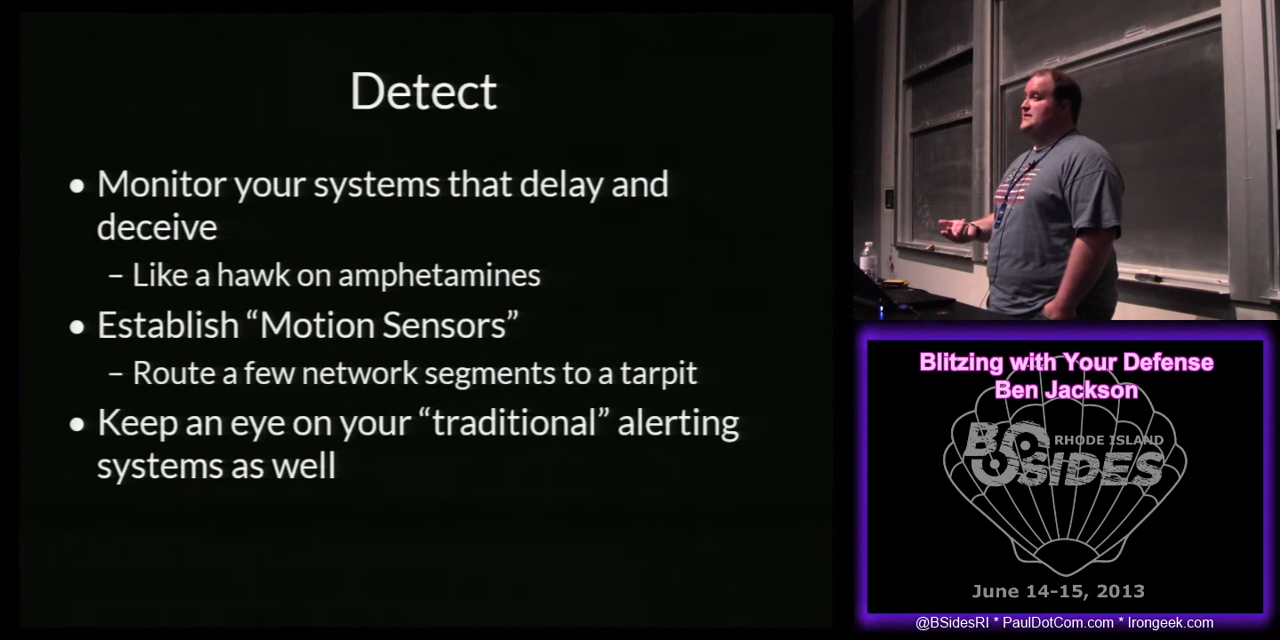 Detect
• Monitor your systems that delay and
deceive
– Like a hawk on amphetamines
• Establish “Motion Sensors”
– Route a few network segments to a tarpit
• Keep an eye on your “traditional” alerting
systems as well
Blitzing with Your Defense
Ben Jackson
BSIDES
RHODE ISLAND
June 14-15, 2013
@BSidesRI * PaulDotCom.com * Irongeek.com